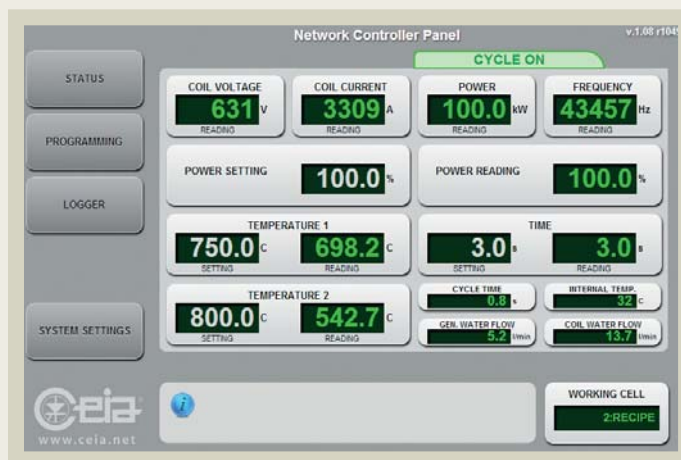 Network Controller Panel
v.1.08 r1045
CYCLE ON
STATUS
PROGRAMMING
LOGGER
SYSTEM SETTINGS
COIL VOLTAGE
631 V
READING
COIL CURRENT
3309 A
READING
POWER
100.0 kW
READING
FREQUENCY
43457 Hz
READING
POWER SETTING
100.0 %
POWER READING
100.0 %
TEMPERATURE 1
750.0 C 698.2 C
SETTING READING
TIME
3.0 s 3.0 s
SETTING READING
TEMPERATURE 2
800.0 C 542.7 C
SETTING READING
CYCLE TIME
0.8 s
INTERNAL TEMP.
32 C
GEN. WATER FLOW
5.2 l/min
COIL WATER FLOW
13.7 l/min
Ceia
www.ceia.net
WORKING CELL
2:RECIPE